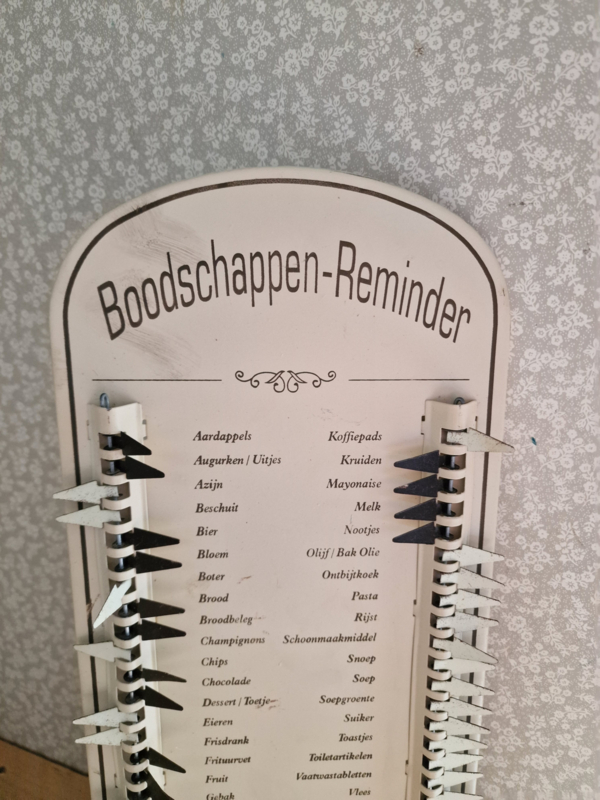 Boodschappen-Reminder
Aardappels Koffiepads
Augurken / Uitjes Kruiden
Azijn Mayonaise
Beschuit Melk
Bier Nootjes
Bloem Olijf / Bak Olie
Boter Ontbijtkoek
Brood Pasta
Broodbeleg Rijst
Champignons Schoonmaakmiddel
Chips Snoep
Chocolade Soep
Dessert / Toetje Soepgroente
Eieren Suiker
Frisdrank Toastjes
Frituurvet Toiletartikelen
Fruit Vaatwastabletten
Gebak Vlees